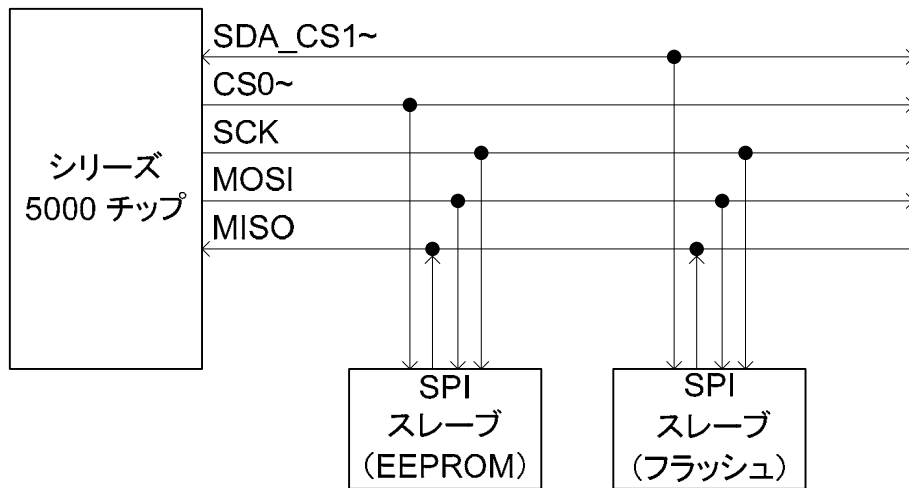 SDA_CS1~
CS0~
SCK
MOSI
MISO
シリーズ
5000 チップ
SPI
スレーブ
(EEPROM)
SPI
スレーブ
(フラッシュ)